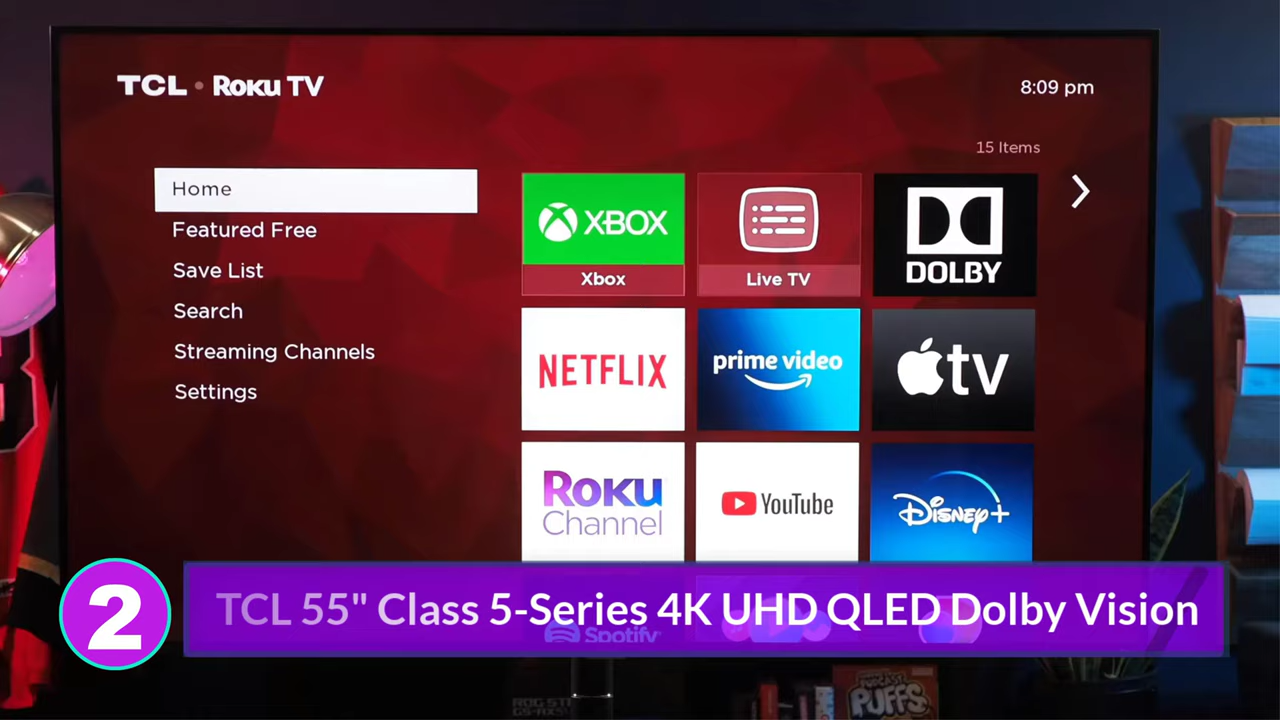 TCL • Roku TV
8:09 pm
15 Items
Home
Featured Free
Save List
Search
Streaming Channels
Settings
XBOX
Xbox
Live TV
DOLBY
NETFLIX
prime video
tv
Roku
Channel
YouTube
Disney+
2
TCL 55" Class 5-Series 4K UHD QLED Dolby Vision
Spotify
PUFFS